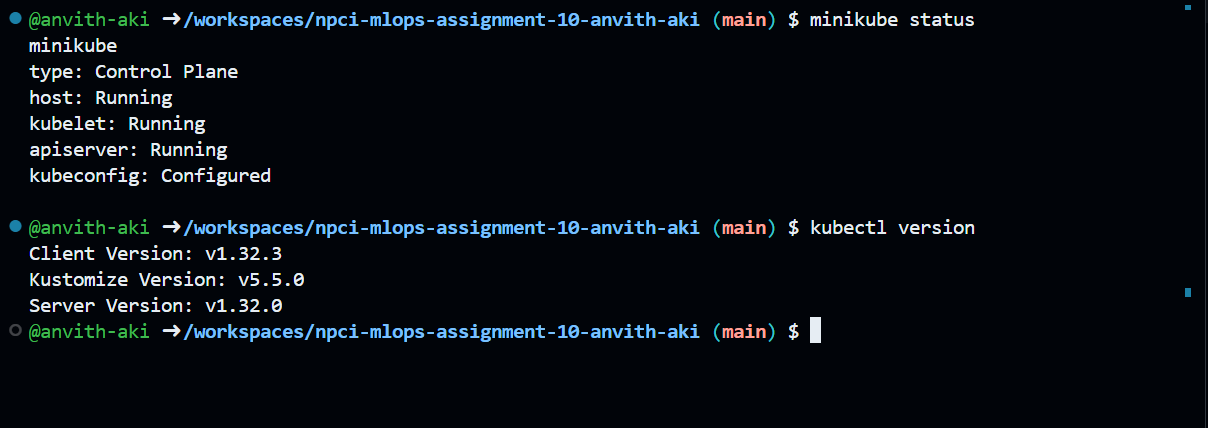 @anvith-aki ➜/workspaces/npci-mlops-assignment-10-anvith-aki (main) $ minikube status
minikube
type: Control Plane
host: Running
kubelet: Running
apiserver: Running
kubeconfig: Configured
@anvith-aki ➜/workspaces/npci-mlops-assignment-10-anvith-aki (main) $ kubectl version
Client Version: v1.32.3
Kustomize Version: v5.5.0
Server Version: v1.32.0
@anvith-aki ➜/workspaces/npci-mlops-assignment-10-anvith-aki (main) $